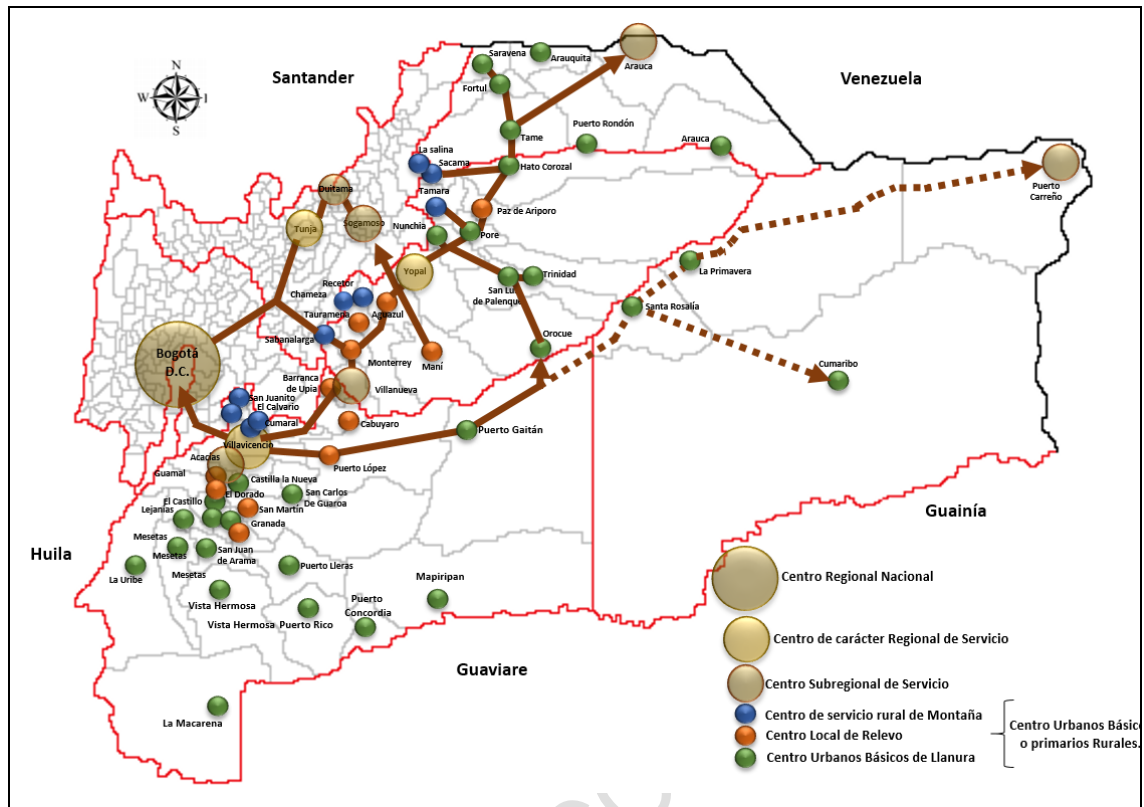 Santander
Venezuela
Guainía
Huila
Guaviare
N
W
I
S
Saravena
Arauquita
Arauca
Fortul
Tame
Puerto Rondón
Arauca
La salina
Sacama
Hato Corozal
Tamara
Paz de Ariporo
Nunchia
Pore
Puerto
Carreño
Duitama
Tunja
Sogamoso
Yopal
La Primavera
Recetor
Chameza
San Lu
de Palenque
Trinidad
Santa Rosalía
Tauramena
Aguazul
Sabanalarga
Orocue
Bogotá
D.C.
Monterrey
Maní
Cumaribo
Barranca
de Upia
Villanueva
San Juanito
El Calvario
Cumaral
Cabuyaro
Villavicencio
Puerto Gaitán
Acacías
Puerto López
Guamal
Castilla la Nueva
El Dorado
San Carlos
De Guaroa
El Castillo
Lejanías
San Martín
Granada
Mesetas
Mesetas
San Juan
de Arama
Mesetas
La Uribe
Puerto Lleras
Mapiripan
Vista Hermosa
Vista Hermosa
Puerto Rico
Puerto
Concordia
La Macarena
Centro Regional Nacional
Centro de carácter Regional de Servicio
Centro Subregional de Servicio
Centro de servicio rural de Montaña
Centro Local de Relevo
Centro Urbanos Básicos de Llanura
Centro Urbanos Básic
o primarios Rurales.